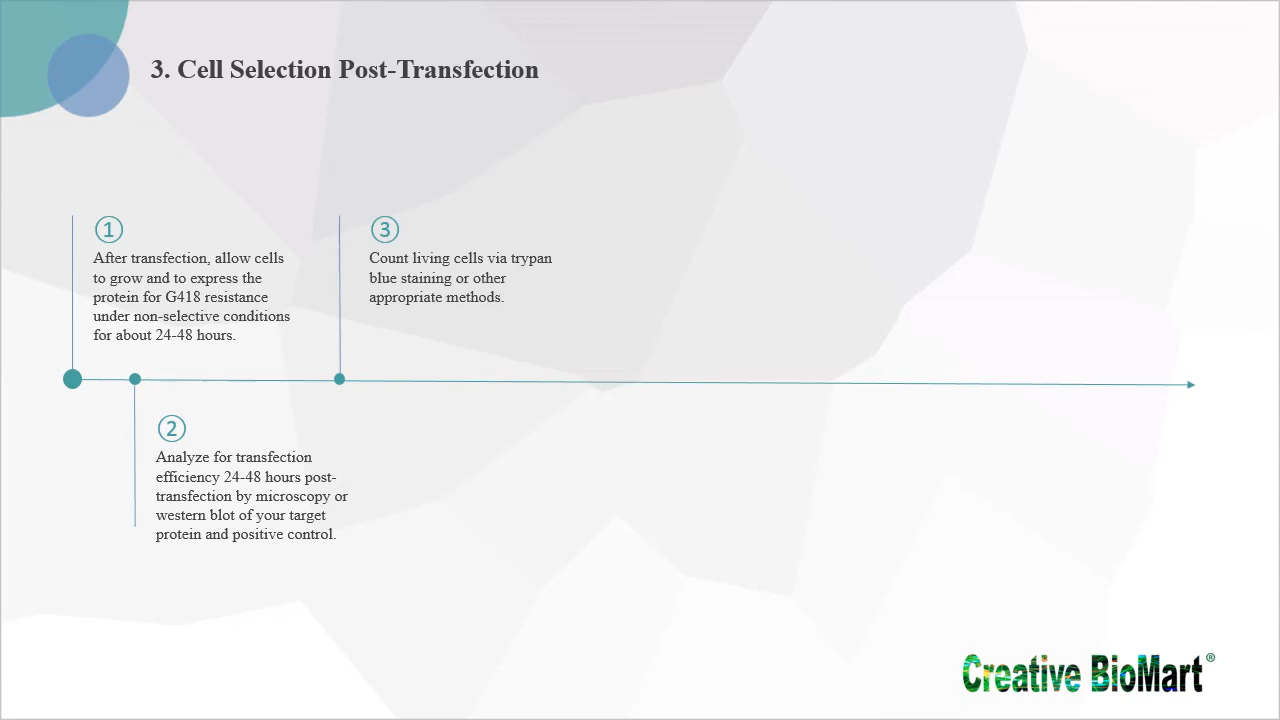 3. Cell Selection Post-Transfection
①
After transfection, allow cells
to grow and to express the
protein for G418 resistance
under non-selective conditions
for about 24-48 hours.
③
Count living cells via trypan
blue staining or other
appropriate methods.
②
Analyze for transfection
efficiency 24-48 hours post-
transfection by microscopy or
western blot of your target
protein and positive control.
Creative BioMart®